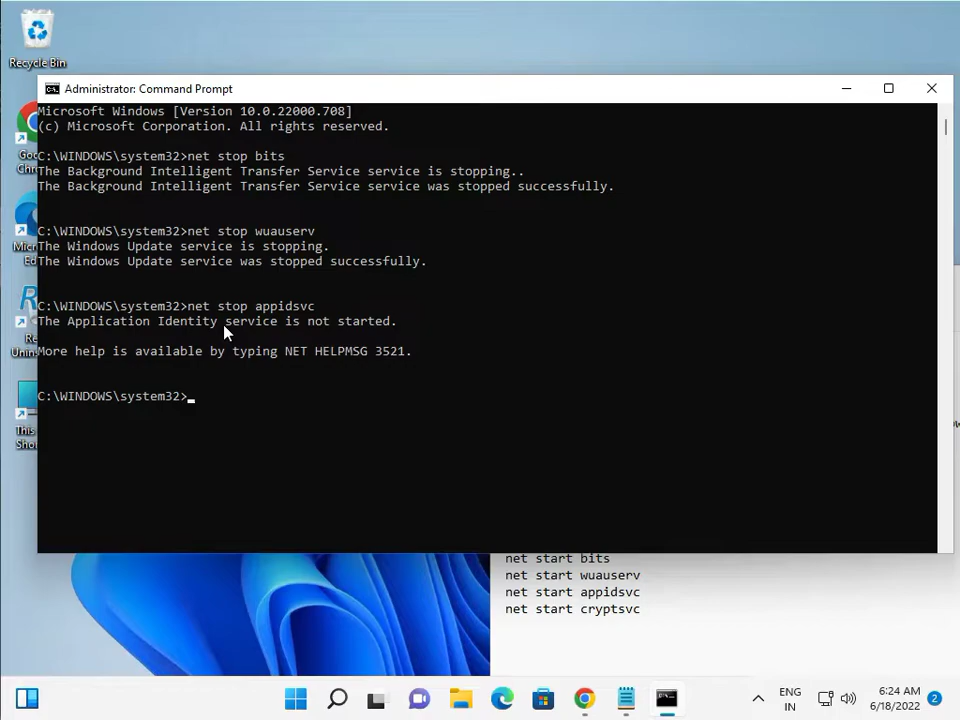 Recycle Bin
Administrator: Command Prompt
Microsoft Windows [Version 10.0.22000.708]
(c) Microsoft Corporation. All rights reserved.
C:\WINDOWS\system32>net stop bits
The Background Intelligent Transfer Service service is stopping..
The Background Intelligent Transfer Service service was stopped successfully.
C:\WINDOWS\system32>net stop wuauserv
The Windows Update service is stopping.
The Windows Update service was stopped successfully.
C:\WINDOWS\system32>net stop appidsvc
The Application Identity service is not started.
More help is available by typing NET HELPMSG 3521.
C:\WINDOWS\system32>
net start bits
net start wuauserv
net start appidsvc
net start cryptsvc
ENG
IN
6:24 AM
6/18/2022
2